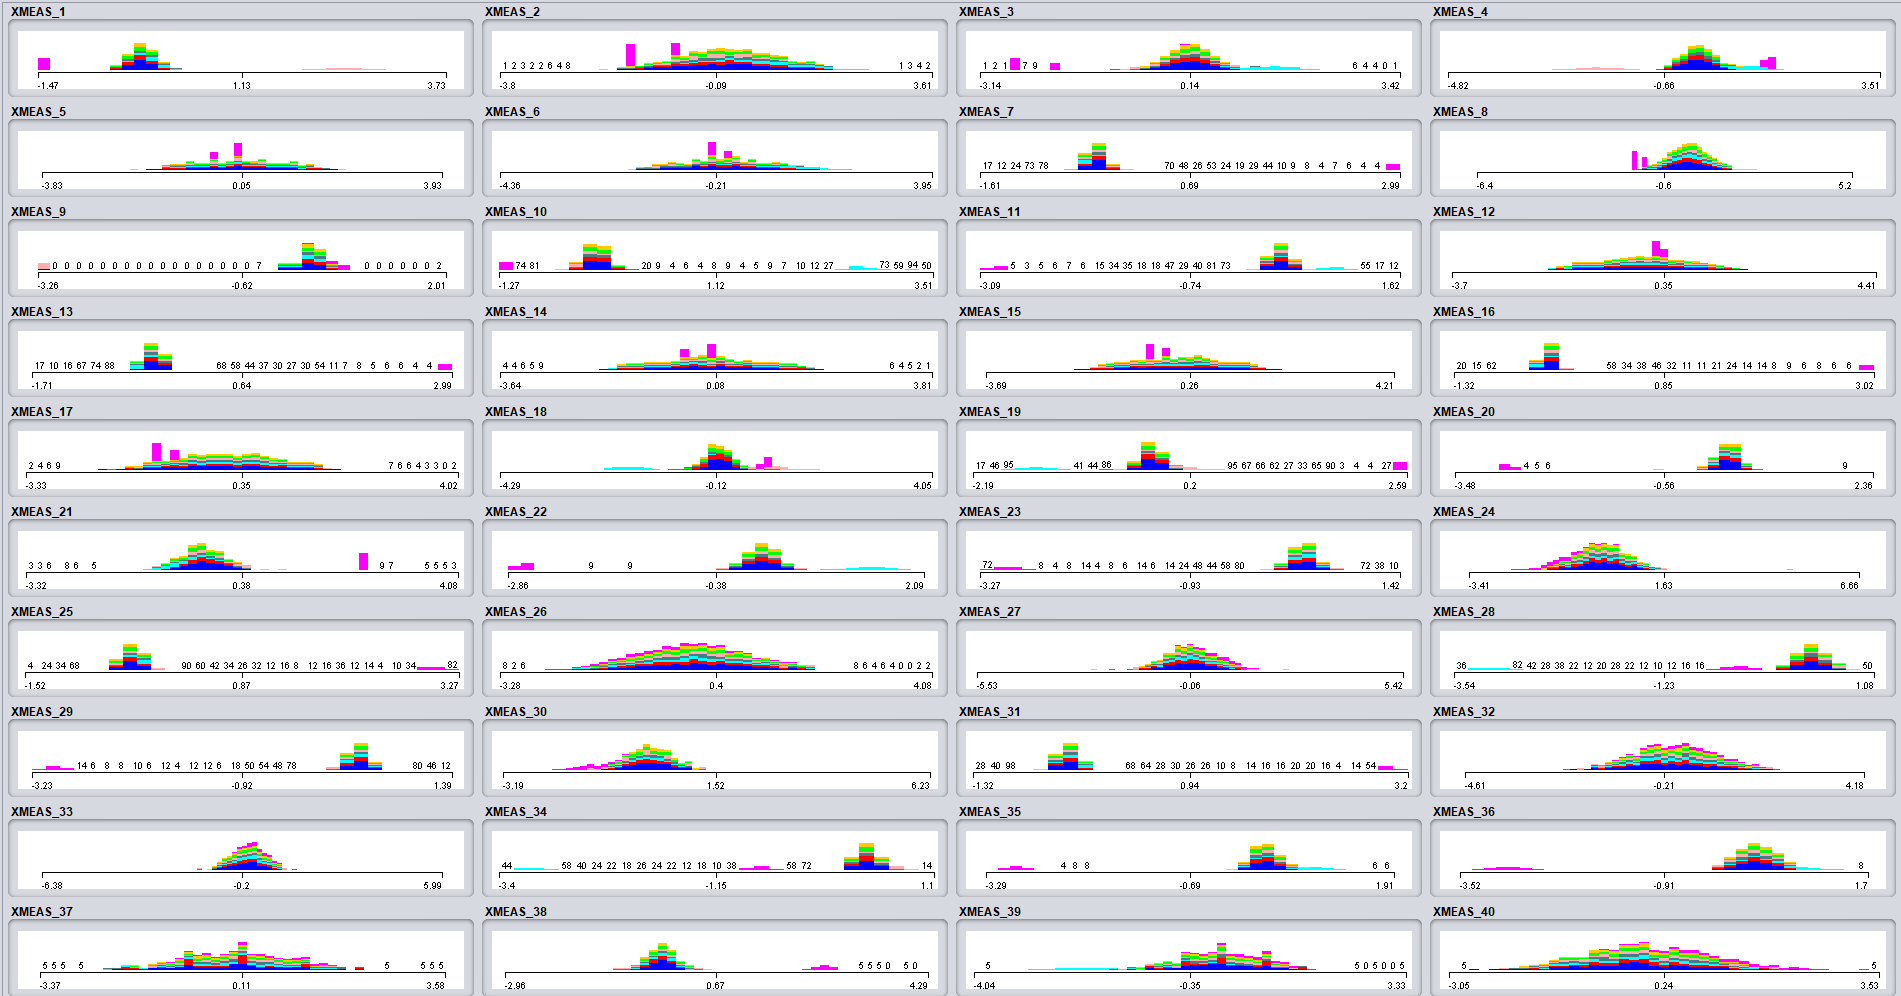 XMEAS_1 XMEAS_2 XMEAS_3 XMEAS_4
1 2 3 2 2 6 4 8 1 3 4 2 1 2 1 7 9 6 4 4 0 1
-1.47 1.13 3.73 -3.8 -0.09 3.61 -3.14 0.14 3.42 -4.82 -0.66 3.51
XMEAS_5 XMEAS_6 XMEAS_7 XMEAS_8
17 12 24 73 78 70 48 26 53 24 19 29 44 10 9 8 4 7 6 4 4
-3.83 0.05 3.93 -4.36 -0.21 3.95 -1.61 0.69 2.99 -6.4 -0.6 5.2
XMEAS_9 XMEAS_10 XMEAS_11 XMEAS_12
0 0 0 0 0 0 0 0 0 0 0 0 0 0 0 0 0 7 0 0 0 0 0 0 2 74 81 20 9 4 6 4 8 9 4 5 9 7 10 12 27 73 59 94 50 5 3 5 6 7 6 15 34 35 18 18 47 29 40 81 73 55 17 12
-3.26 -0.62 2.01 -1.27 1.12 3.51 -3.09 -0.74 1.62 -3.7 0.35 4.41
XMEAS_13 XMEAS_14 XMEAS_15 XMEAS_16
17 10 16 67 74 88 68 58 44 37 30 27 30 54 11 7 8 5 6 6 4 4 4 4 6 5 9 6 4 5 2 1 20 15 62 58 34 38 46 32 11 11 21 24 14 14 8 9 6 8 6 6
-1.71 0.64 2.99 -3.64 0.08 3.81 -3.69 0.26 4.21 -1.32 0.85 3.02
XMEAS_17 XMEAS_18 XMEAS_19 XMEAS_20
2 4 6 9 7 6 6 4 3 3 0 2 17 46 95 41 44 86 95 67 66 62 27 33 65 90 3 4 4 27 4 5 6 9
-3.33 0.35 4.02 -4.29 -0.12 4.05 -2.19 0.2 2.59 -3.48 -0.56 2.36
XMEAS_21 XMEAS_22 XMEAS_23 XMEAS_24
3 3 6 8 6 5 9 7 5 5 5 3 9 9 72 8 4 8 14 4 8 6 14 6 14 24 48 44 58 80 72 38 10
-3.32 0.38 4.08 -2.86 -0.38 2.09 -3.27 -0.93 1.42 -3.41 1.63 6.66
XMEAS_25 XMEAS_26 XMEAS_27 XMEAS_28
4 24 34 68 90 60 42 34 26 32 12 16 8 12 16 36 12 14 4 10 34 82 8 2 6 8 6 4 6 4 0 0 2 2 36 82 42 28 38 22 12 20 28 22 12 10 12 16 16 50
-1.52 0.87 3.27 -3.28 0.4 4.08 -5.53 -0.06 5.42 -3.54 -1.23 1.08
XMEAS_29 XMEAS_30 XMEAS_31 XMEAS_32
14 6 8 8 10 6 12 4 12 12 6 18 50 54 48 78 80 46 12 28 40 98 68 64 28 30 26 26 10 8 14 16 16 20 20 16 4 14 54
-3.23 -0.92 1.39 -3.19 1.52 6.23 -1.32 0.94 3.2 -4.61 -0.21 4.18
XMEAS_33 XMEAS_34 XMEAS_35 XMEAS_36
44 58 40 24 22 18 26 24 22 12 18 10 38 58 72 14 4 8 8 6 6 8
-6.38 -0.2 5.99 -3.4 -1.15 1.1 -3.29 -0.69 1.91 -3.52 -0.91 1.7
XMEAS_37 XMEAS_38 XMEAS_39 XMEAS_40
5 5 5 5 5 5 5 5 5 5 5 0 5 0 5 5 0 5 0 0 5 5 5
-3.37 0.11 3.58 -2.96 0.67 4.29 -4.04 -0.35 3.33 -3.05 0.24 3.53